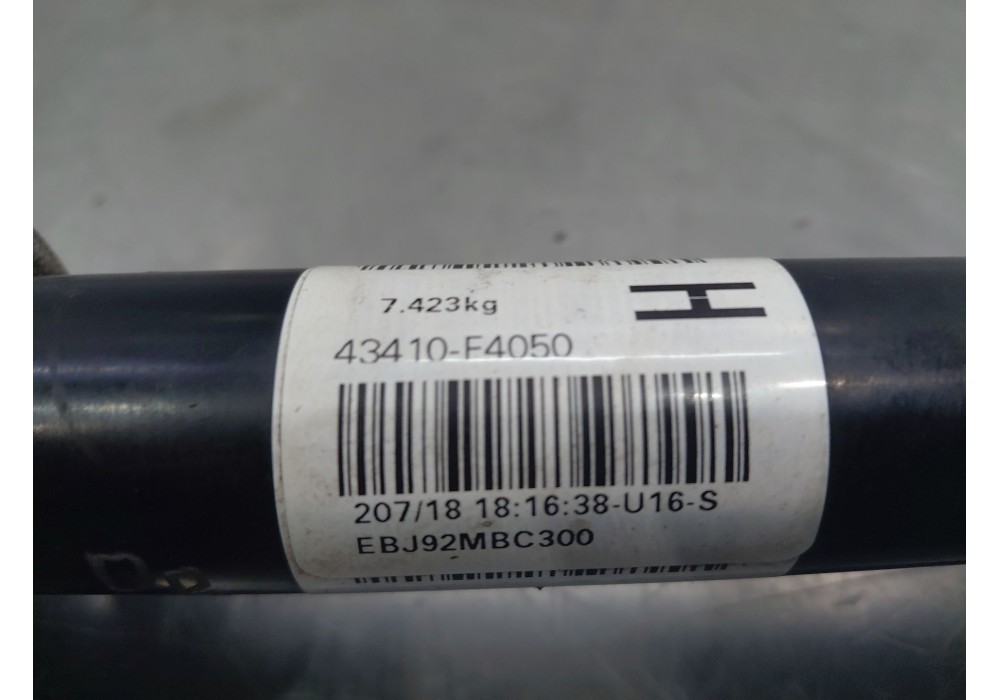 7.423kg
H
43410-F4050
207/18 18:16:38-U16-S
EBJ92MBC300